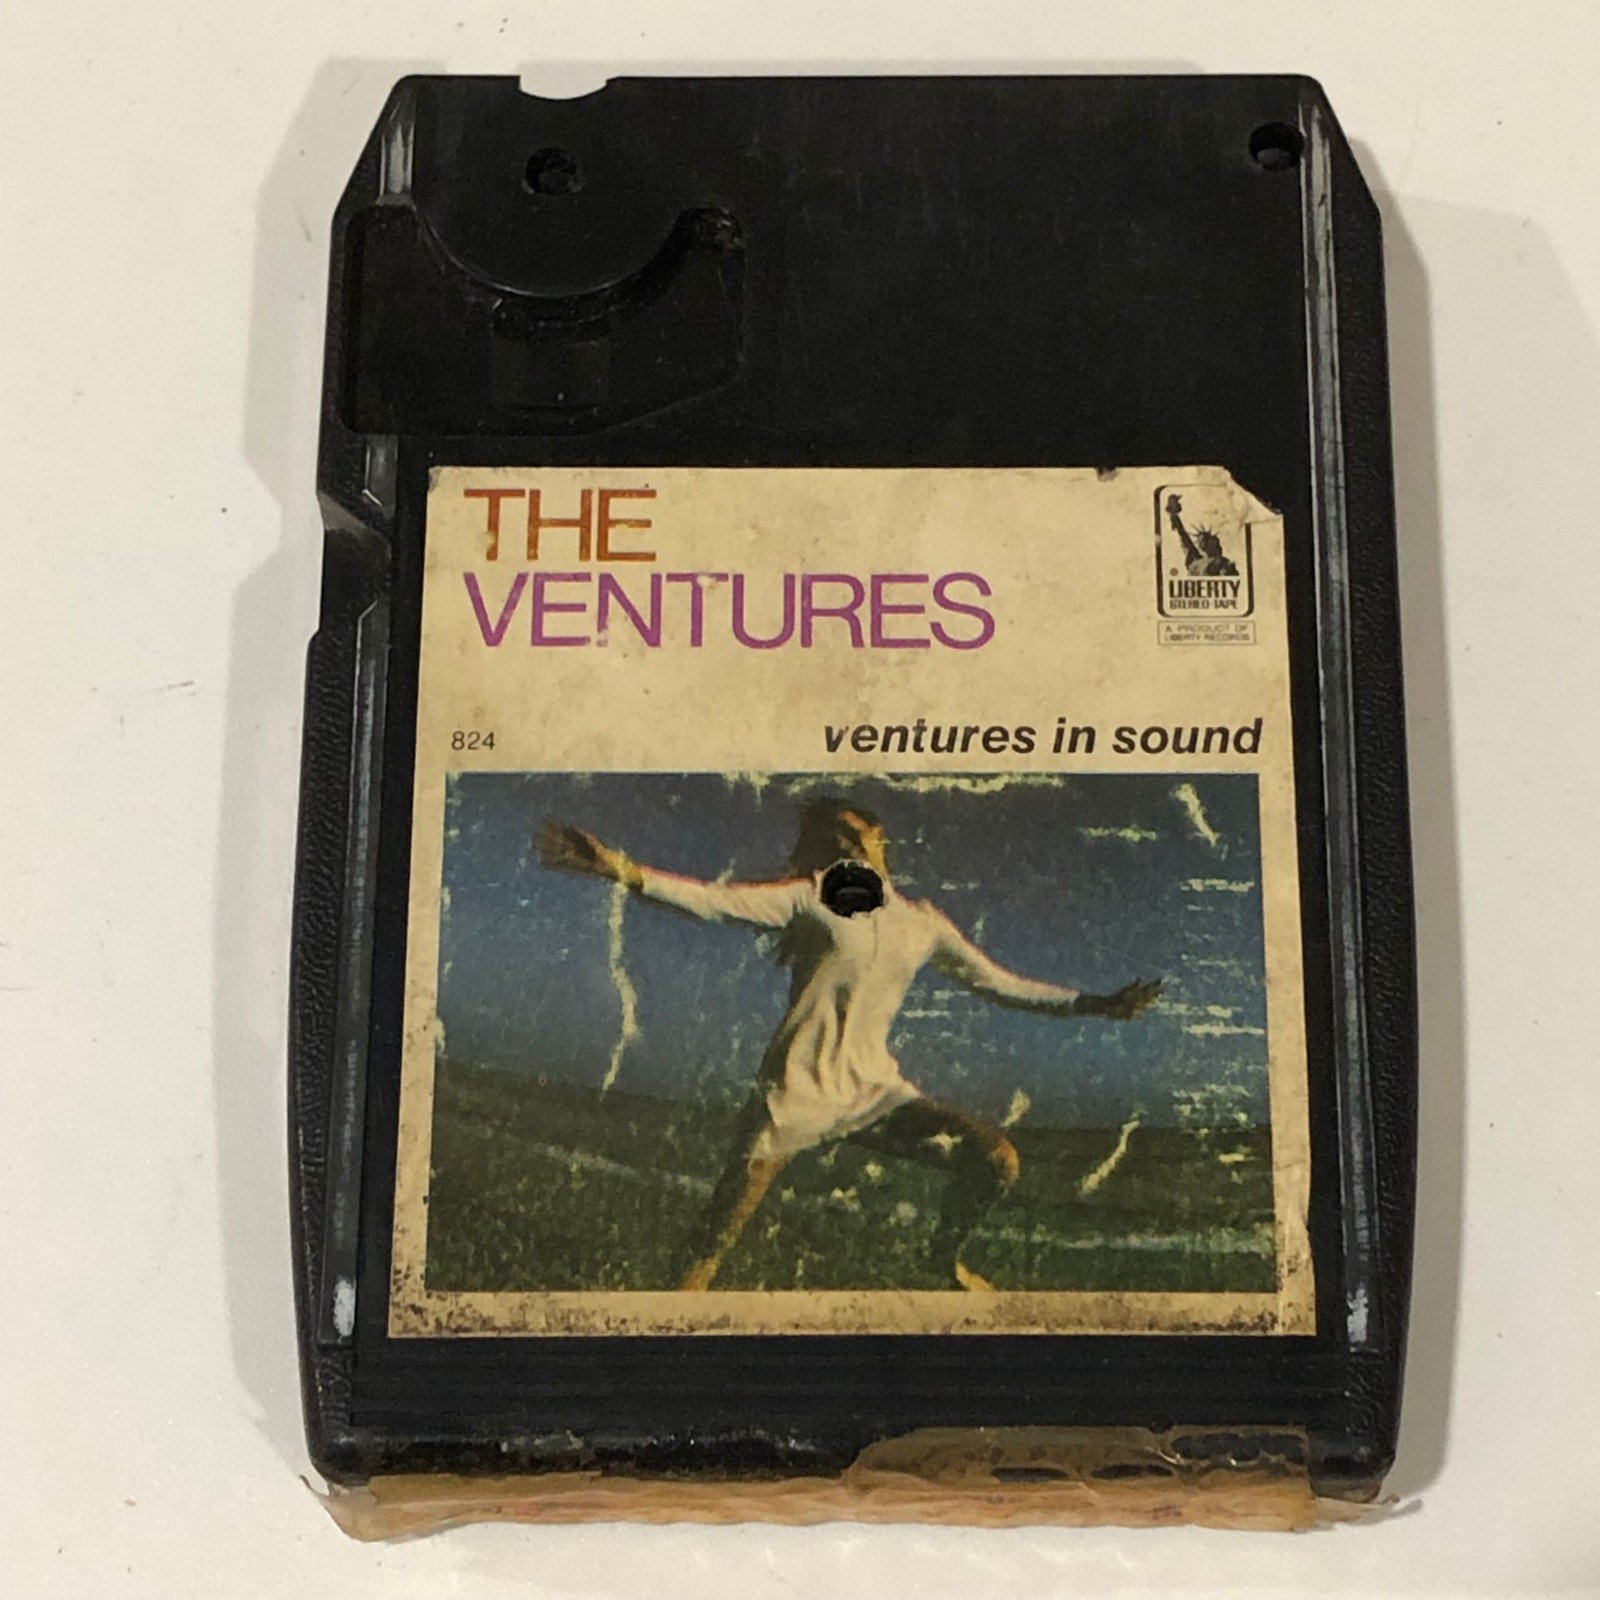 THE
VENTURES
®
LIBERTY
STEREO-TAPE
A PRODUCT OF
LIBERTY RECORDS
824
ventures in sound